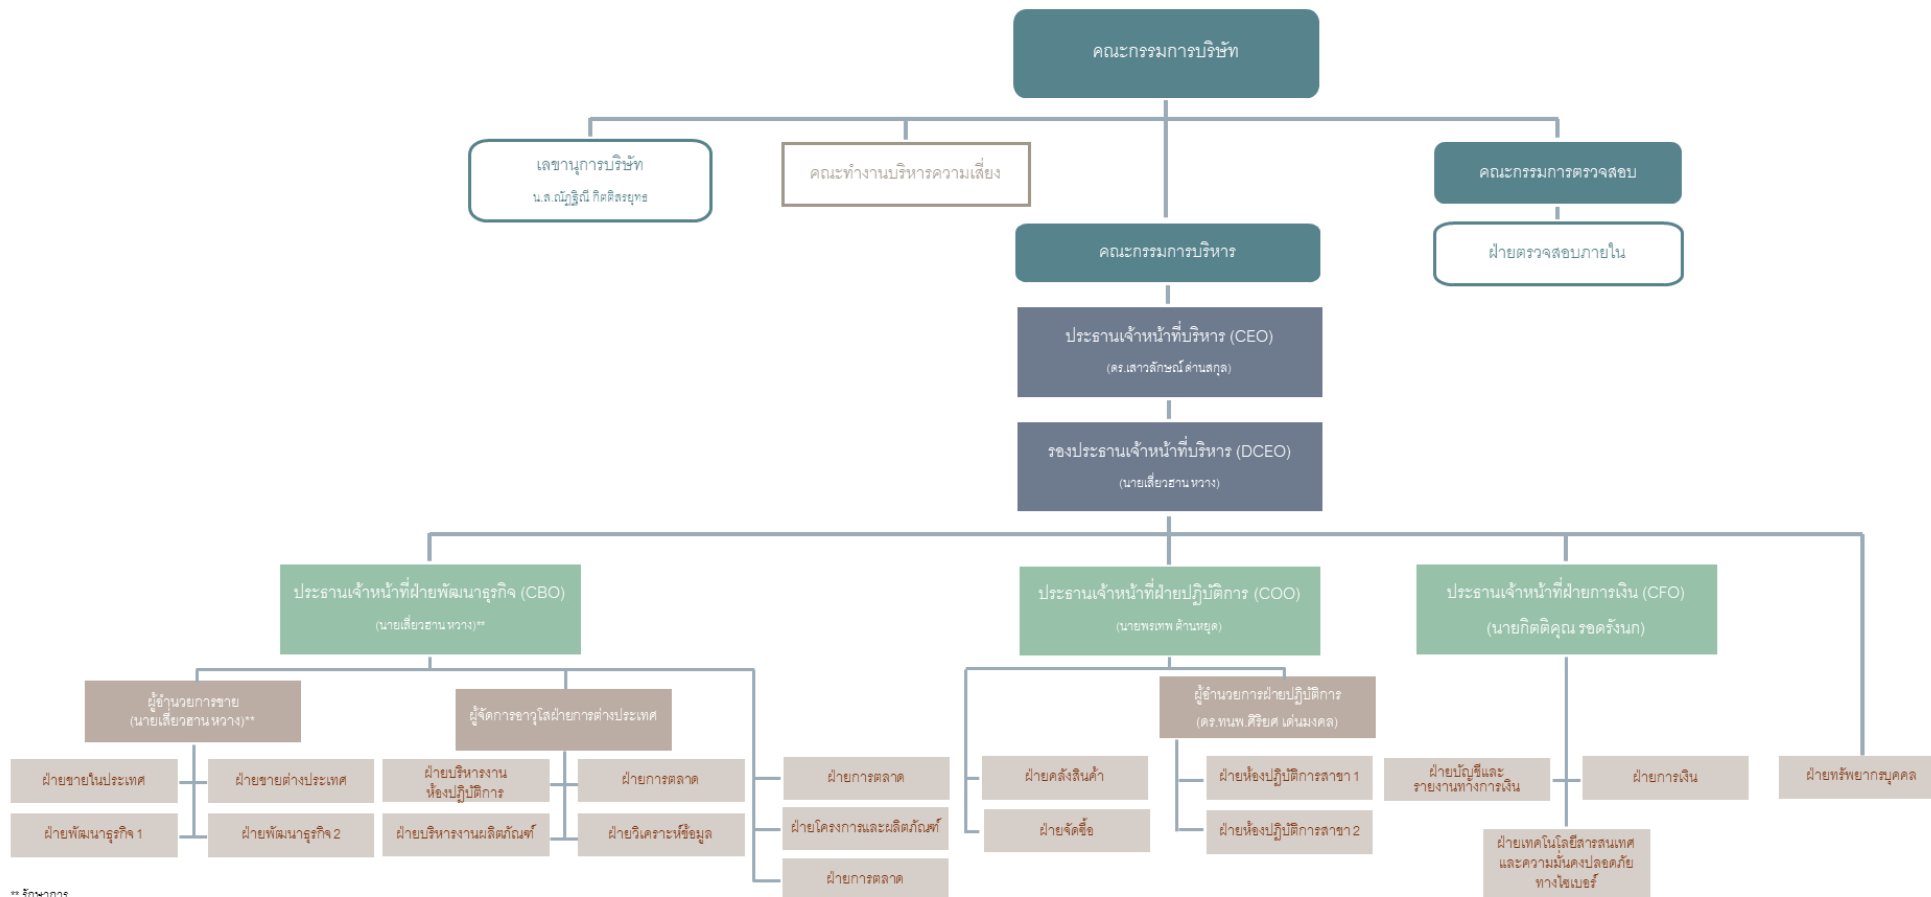 คณะกรรมการบริษัท
เลขานุการบริษัท
น.ส.ณัฏฐิณี กิตติสรยุทธ
คณะทำงานบริหารความเสี่ยง
คณะกรรมการตรวจสอบ
ฝ่ายตรวจสอบภายใน
คณะกรรมการบริหาร
ประธานเจ้าหน้าที่บริหาร (CEO)
(ดร.เสาวลักษณ์ ด่านสกุล)
รองประธานเจ้าหน้าที่บริหาร (DCEO)
(นายเสี่ยวฮาน หวาง)
ประธานเจ้าหน้าที่ฝ่ายพัฒนาธุรกิจ (CBO)
(นายเสี่ยวฮาน หวาง)**
ประธานเจ้าหน้าที่ฝ่ายปฏิบัติการ (COO)
(นายพรเทพ ด้านหยุด)
ประธานเจ้าหน้าที่ฝ่ายการเงิน (CFO)
(นายกิตติคุณ รอดรังนก)
ผู้อำนวยการขาย
(นายเสี่ยวฮาน หวาง)**
ผู้จัดการอาวุโสฝ่ายการต่างประเทศ
ผู้อำนวยการฝ่ายปฏิบัติการ
(ดร.ทนพ.ศิริยศ เด่นมงคล)
ฝ่ายขายในประเทศ
ฝ่ายขายต่างประเทศ
ฝ่ายพัฒนาธุรกิจ 1
ฝ่ายพัฒนาธุรกิจ 2
ฝ่ายบริหารงาน
ห้องปฏิบัติการ
ฝ่ายการตลาด
ฝ่ายบริหารงานผลิตภัณฑ์
ฝ่ายวิเคราะห์ข้อมูล
ฝ่ายการตลาด
ฝ่ายโครงการและผลิตภัณฑ์
ฝ่ายการตลาด
ฝ่ายคลังสินค้า
ฝ่ายจัดซื้อ
ฝ่ายห้องปฏิบัติการสาขา 1
ฝ่ายห้องปฏิบัติการสาขา 2
ฝ่ายบัญชีและ
รายงานทางการเงิน
ฝ่ายการเงิน
ฝ่ายเทคโนโลยีสารสนเทศ
และความมั่นคงปลอดภัย
ทางไซเบอร์
ฝ่ายทรัพยากรบุคคล
** รักษาการ